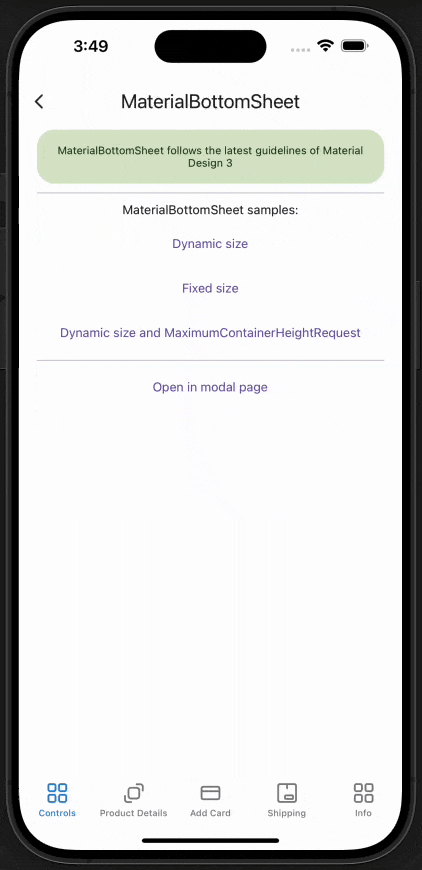 3:49
MaterialBottomSheet
MaterialBottomSheet follows the latest guidelines of Material
Design 3
MaterialBottomSheet samples:
Dynamic size
Fixed size
Dynamic size and MaximumContainerHeightRequest
Open in modal page
Controls
Product Details
Add Card
Shipping
Info